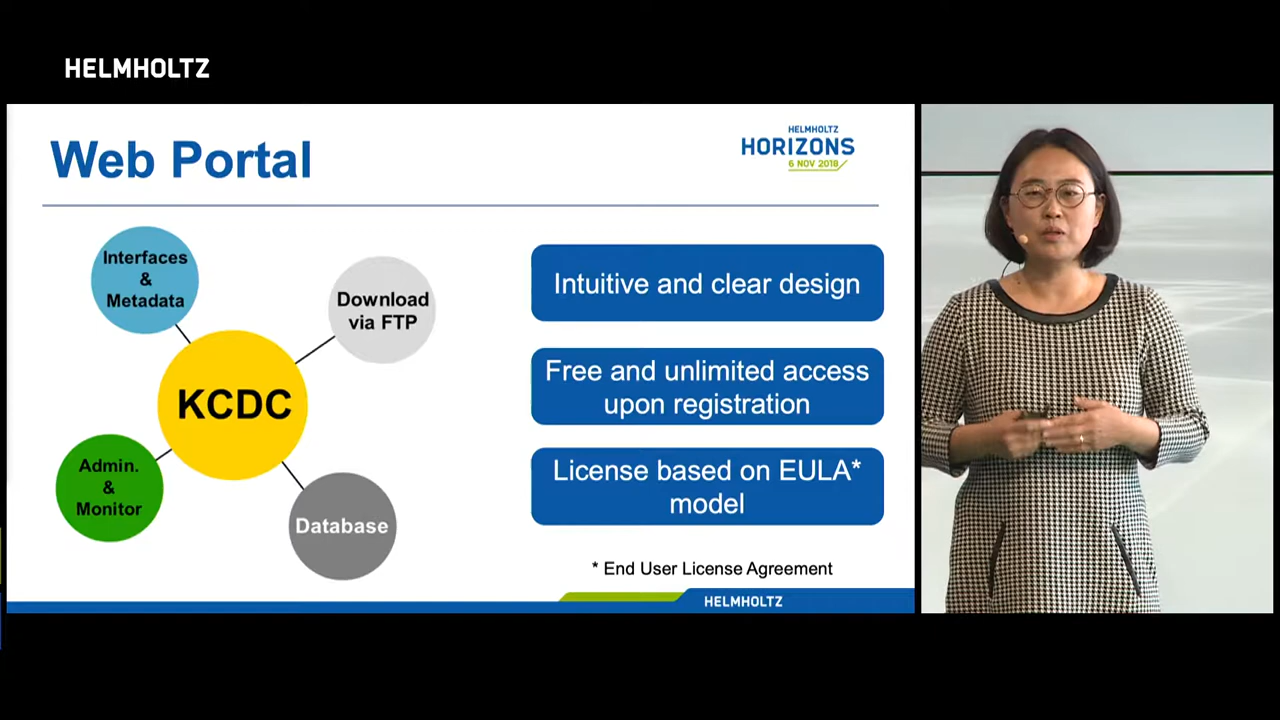 HELMHOLTZ
Web Portal
HELMHOLTZ
HORIZONS
6 NOV 2018
Interfaces
&
Metadata
Download
via FTP
KCDC
Admin.
&
Monitor
Database
Intuitive and clear design
Free and unlimited access
upon registration
License based on EULA*
model
* End User License Agreement
HELMHOLTZ